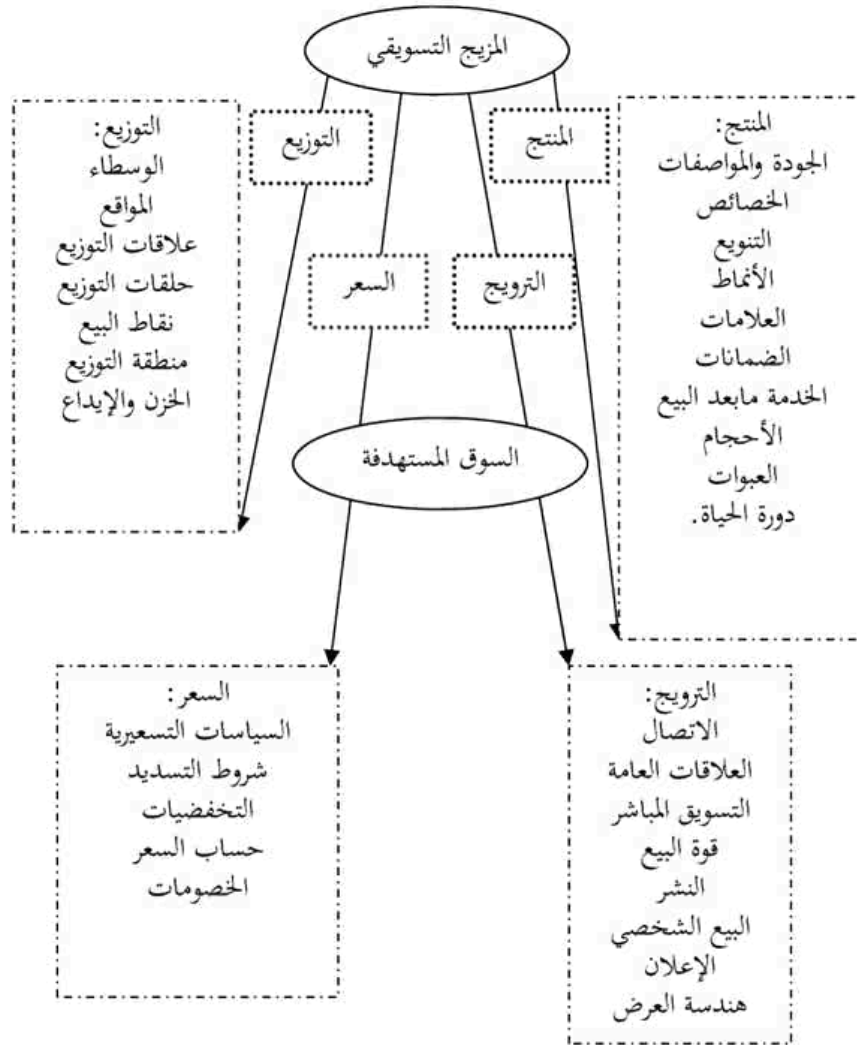 المزيج التسويقي
المنتج
التوزيع
الترويج
السعر
السوق المستهدفة
المنتج:
الجودة والمواصفات
الخصائص
التنويع
الأنماط
العلامات
الضمانات
الخدمة مابعد البيع
الأحجام
العبوات
دورة الحياة.
التوزيع:
الوسطاء
المواقع
علاقات التوزيع
حلقات التوزيع
نقاط البيع
منطقة التوزيع
الخزن والإيداع
الترويج:
الاتصال
العلاقات العامة
التسويق المباشر
قوة البيع
النشر
البيع الشخصي
الإعلان
هندسة العرض
السعر:
السياسات التسعيرية
شروط التسديد
التخفضيات
حساب السعر
الخصومات